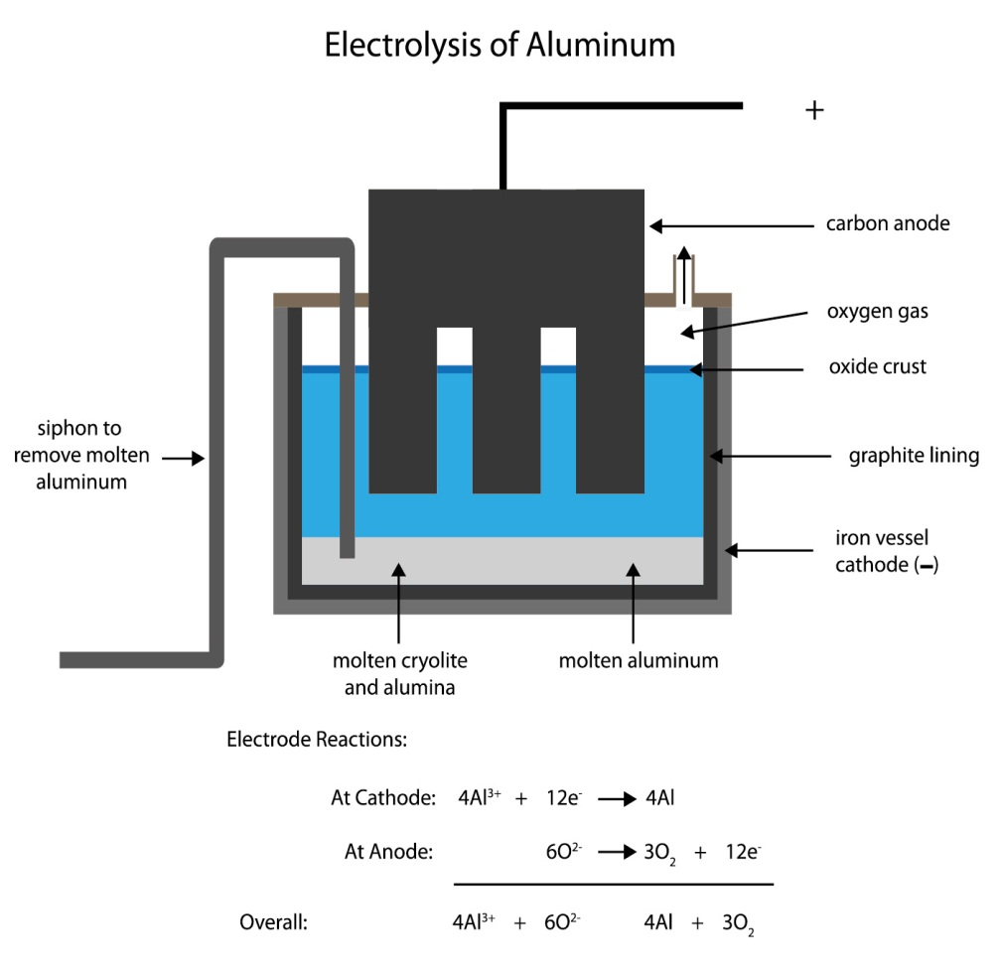 Electrolysis of Aluminum
+
carbon anode
oxygen gas
oxide crust
siphon to
remove molten
aluminum
graphite lining
iron vessel
cathode (−)
molten cryolite
and alumina
molten aluminum
Electrode Reactions:
At Cathode: 4Al³⁺ + 12e⁻ → 4Al
At Anode: 6O²⁻ → 3O₂ + 12e⁻
Overall: 4Al³⁺ + 6O²⁻ 4Al + 3O₂